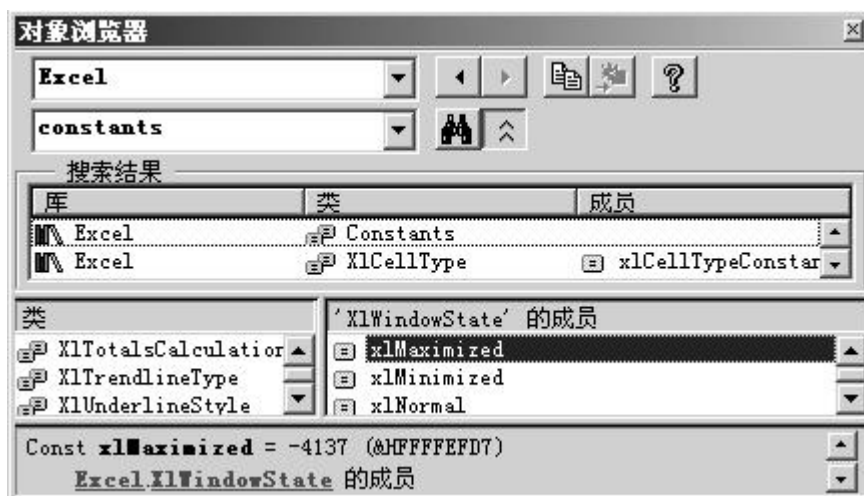 对象浏览器
Excel
constants
搜索结果
库 类 成员
Excel Constants
Excel XlCellType xlCellTypeConstar
类 'XlWindowState' 的成员
XlTotalsCalculation xlMaximized
XlTrendlineType xlMinimized
XlUnderlineStyle xlNormal
Const xlMaximized = -4137 (&HFFFFEFD7)
Excel.XlWindowState 的成员